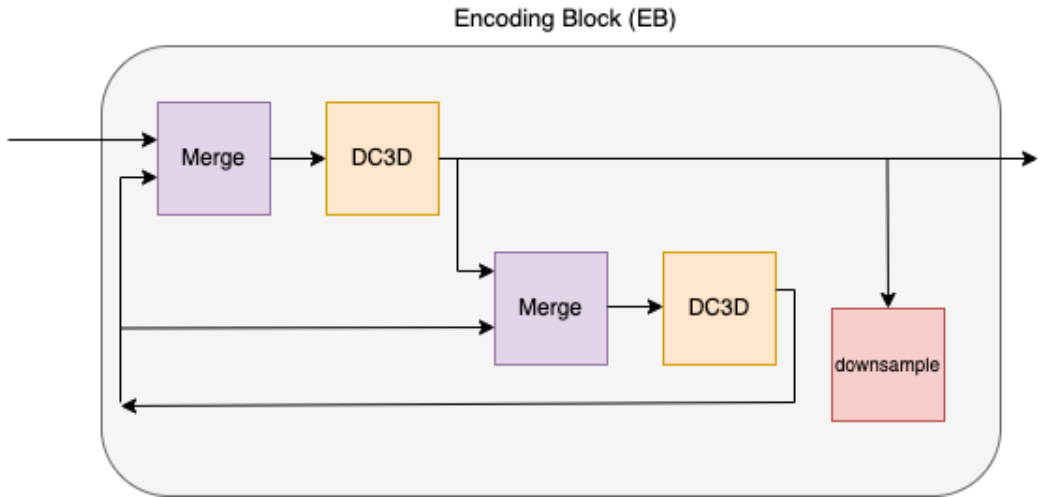 Encoding Block (EB)
Merge
DC3D
Merge
DC3D
downsample